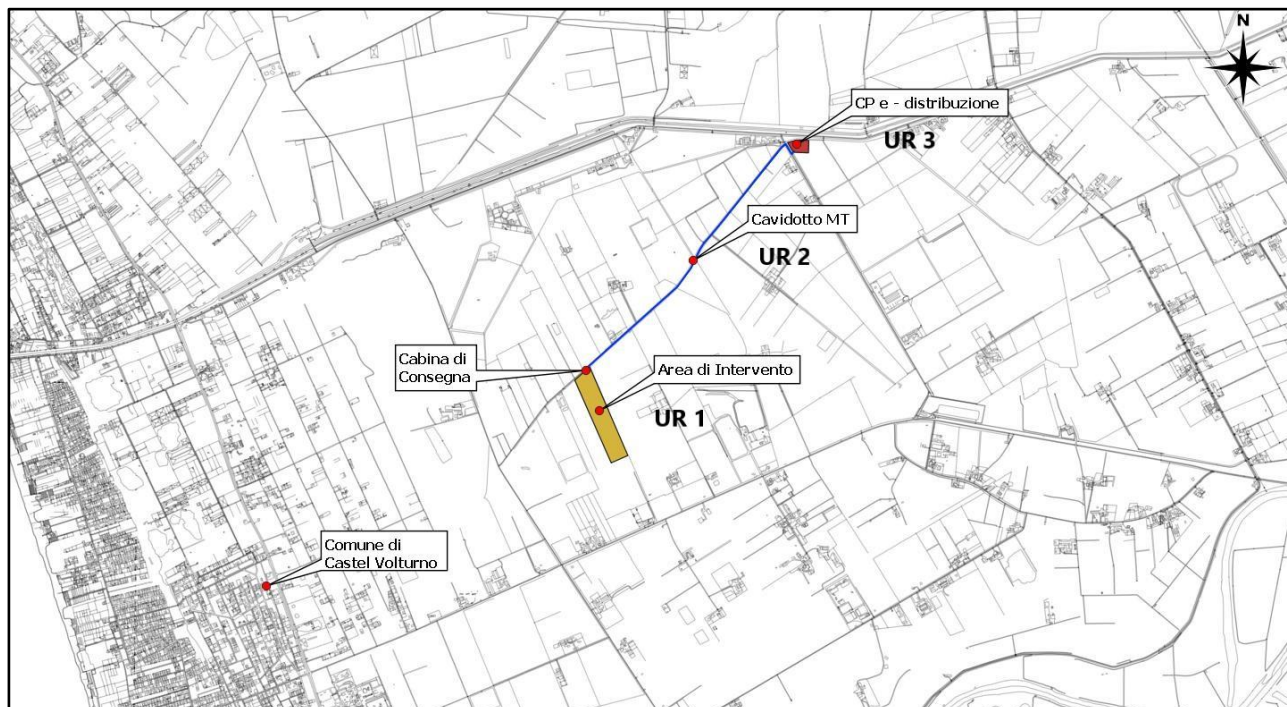 N
CP e - distribuzione
UR 3
Cavidotto MT
UR 2
Cabina di
Consegna
Area di Intervento
UR 1
Comune di
Castel Volturno